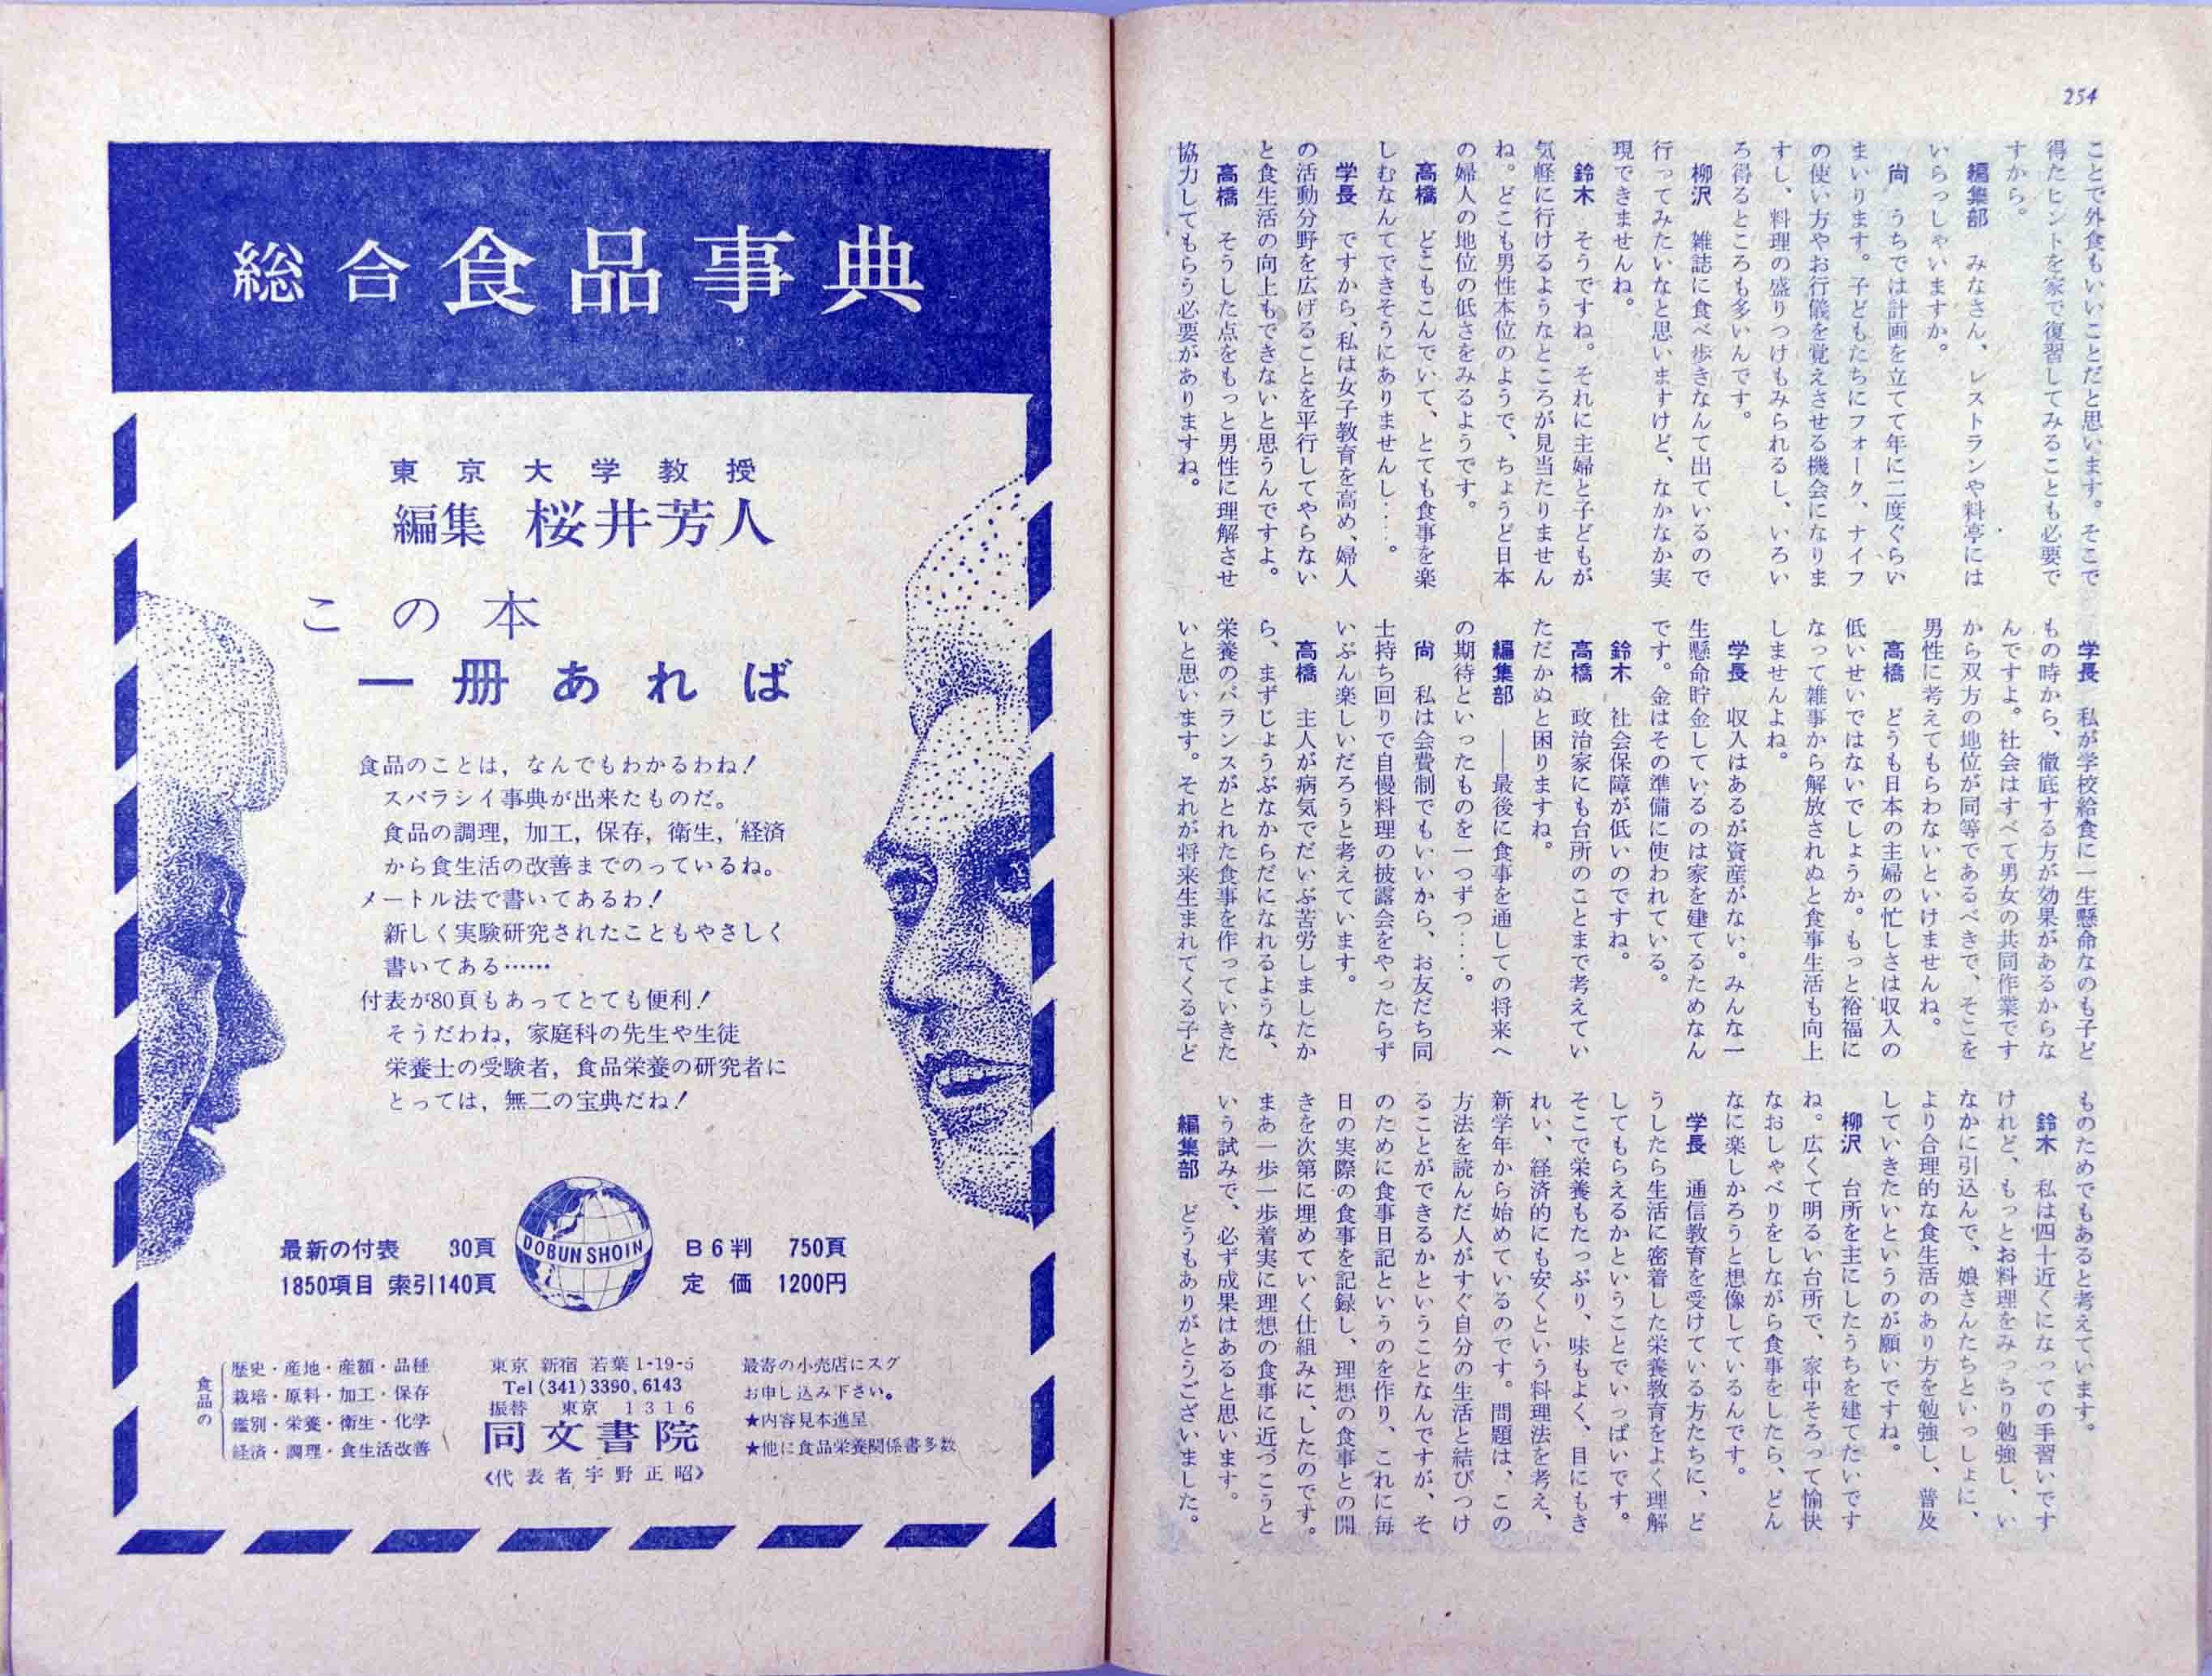 254
ことで外食もいいことだと思います。そこで
得たヒントを家で復習してみることも必要で
すから。
編集部　みなさん、レストランや料亭には
いらっしゃいますか。
尚　うちでは計画を立てて年に二度ぐらい
まいります。子どもたちにフォーク、ナイフ
の使い方やお行儀を覚えさせる機会になりま
すし、料理の盛りつけもみられるし、いろい
ろ得るところも多いんです。
柳沢　雑誌に食べ歩きなんて出ているので
行ってみたいなと思いますけど、なかなか実
現できませんね。
鈴木　そうですね。それに主婦と子どもが
気軽に行けるようなところが見当たりません
ね。どこも男性本位のようで、ちょうど日本
の婦人の地位の低さをみるようです。
高橋　どこもこんでいて、とても食事を楽
しむなんてできそうにありませんし‥‥。
学長　ですから、私は女子教育を高め、婦人
の活動分野を広げることを平行してやらない
と食生活の向上もできないと思うんですよ。
高橋　そうした点をもっと男性に理解させ
協力してもらう必要がありますね。
学長　私が学校給食に一生懸命なのも子ど
もの時から、徹底する方が効果があるからな
んですよ。社会はすべて男女の共同作業です
から双方の地位が同等であるべきで、そこを
男性に考えてもらわないといけませんね。
高橋　どうも日本の主婦の忙しさは収入の
低いせいではないでしょうか。もっと裕福に
なって雑事から解放されぬと食事生活も向上
しませんよね。
学長　収入はあるが資産がない。みんな一
生懸命貯金しているのは家を建てるためなん
です。金はその準備に使われている。
鈴木　社会保障が低いのですね。
高橋　政治家にも台所のことまで考えてい
ただかぬと困りますね。
編集部　――最後に食事を通しての将来へ
の期待といったものを一つずつ‥‥。
尚　私は会費制でもいいから、お友だち同
士持ち回りで自慢料理の披露会をやったらず
いぶん楽しいだろうと考えています。
高橋　主人が病気でだいぶ苦労しましたか
ら、まずじょうぶなからだになれるような、
栄養のバランスがとれた食事を作っていきた
いと思います。それが将来生まれてくる子ど
ものためでもあると考えています。
鈴木　私は四十近くになっての手習いです
けれど、もっとお料理をみっちり勉強し、い
なかに引込んで、娘さんたちといっしょに、
より合理的な食生活のあり方を勉強し、普及
していきたいというのが願いですね。
柳沢　台所を主にしたうちを建てたいです
ね。広くて明るい台所で、家中そろって愉快
なおしゃべりをしながら食事をしたら、どん
なに楽しかろうと想像しているんです。
学長　通信教育を受けている方たちに、ど
うしたら生活に密着した栄養教育をよく理解
してもらえるかということでいっぱいです。
そこで栄養もたっぷり、味もよく、目にもき
れい、経済的にも安くという料理法を考え、
新学年から始めているのです。問題は、この
方法を読んだ人がすぐ自分の生活と結びつけ
ることができるかということなんですが、そ
のために食事日記というのを作り、これに毎
日の実際の食事を記録し、理想の食事との開
きを次第に埋めていく仕組みに、したのです。
まあ一歩一歩着実に理想の食事に近づこうと
いう試みで、必ず成果はあると思います。
編集部　どうもありがとうございました。
総合食品事典
東京大学教授
編集　桜井芳人
この本
一冊あれば
食品のことは，なんでもわかるわね！
スバラシイ事典が出来たものだ。
食品の調理，加工，保存，衛生，経済
から食生活の改善までのっているね。
メートル法で書いてあるわ！
新しく実験研究されたこともやさしく
書いてある……
付表が80頁もあってとても便利！
そうだわね，家庭科の先生や生徒
栄養士の受験者，食品栄養の研究者に
とっては，無二の宝典だね！
最新の付表　30頁
1850項目 索引140頁
DOBUN SHOIN
B6判　750頁
定　価　1200円
食品の
歴史・産地・産額・品種
栽培・原料・加工・保存
鑑別・栄養・衛生・化学
経済・調理・食生活改善
東京 新宿 若葉1-19-5
Tel(341)3390,6143
振替　東京　1316
同文書院
《代表者宇野正昭》
最寄の小売店にスグ
お申し込み下さい。
★内容見本進呈
★他に食品栄養関係書多数